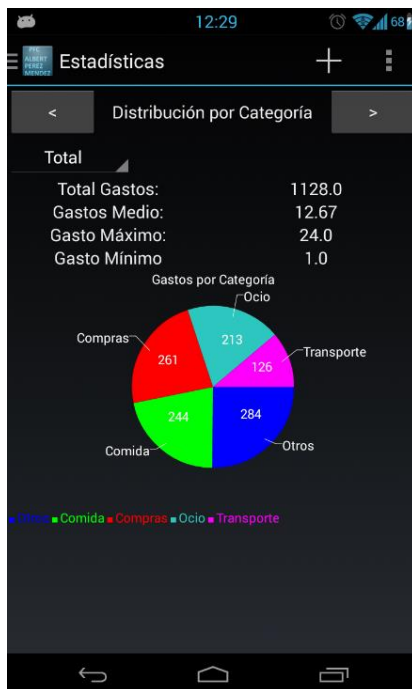 12:29 68
PFC
ALBERT
PEREZ
MENDEZ
Estadísticas
< Distribución por Categoría >
Total
Total Gastos: 1128.0
Gastos Medio: 12.67
Gasto Máximo: 24.0
Gasto Mínimo 1.0
Gastos por Categoría
Ocio
Compras 213
261 Transporte
126
244 284
Comida Otros
Otros Comida Compras Ocio Transporte